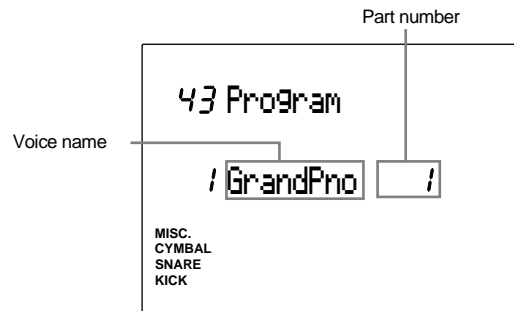 Part number
43 Program
Voice name
1 GrandPno 1
MISC.
CYMBAL
SNARE
KICK